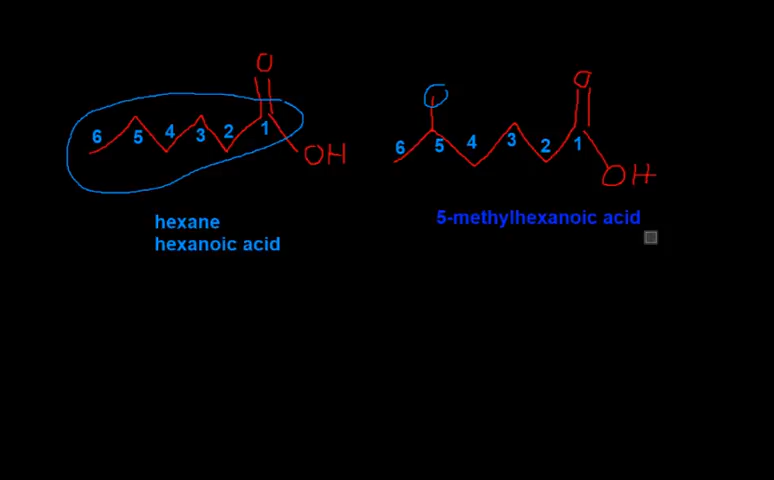 O
6 5 4 3 2 1
OH
hexane
hexanoic acid
O
6 5 4 3 2 1
OH
5-methylhexanoic acid